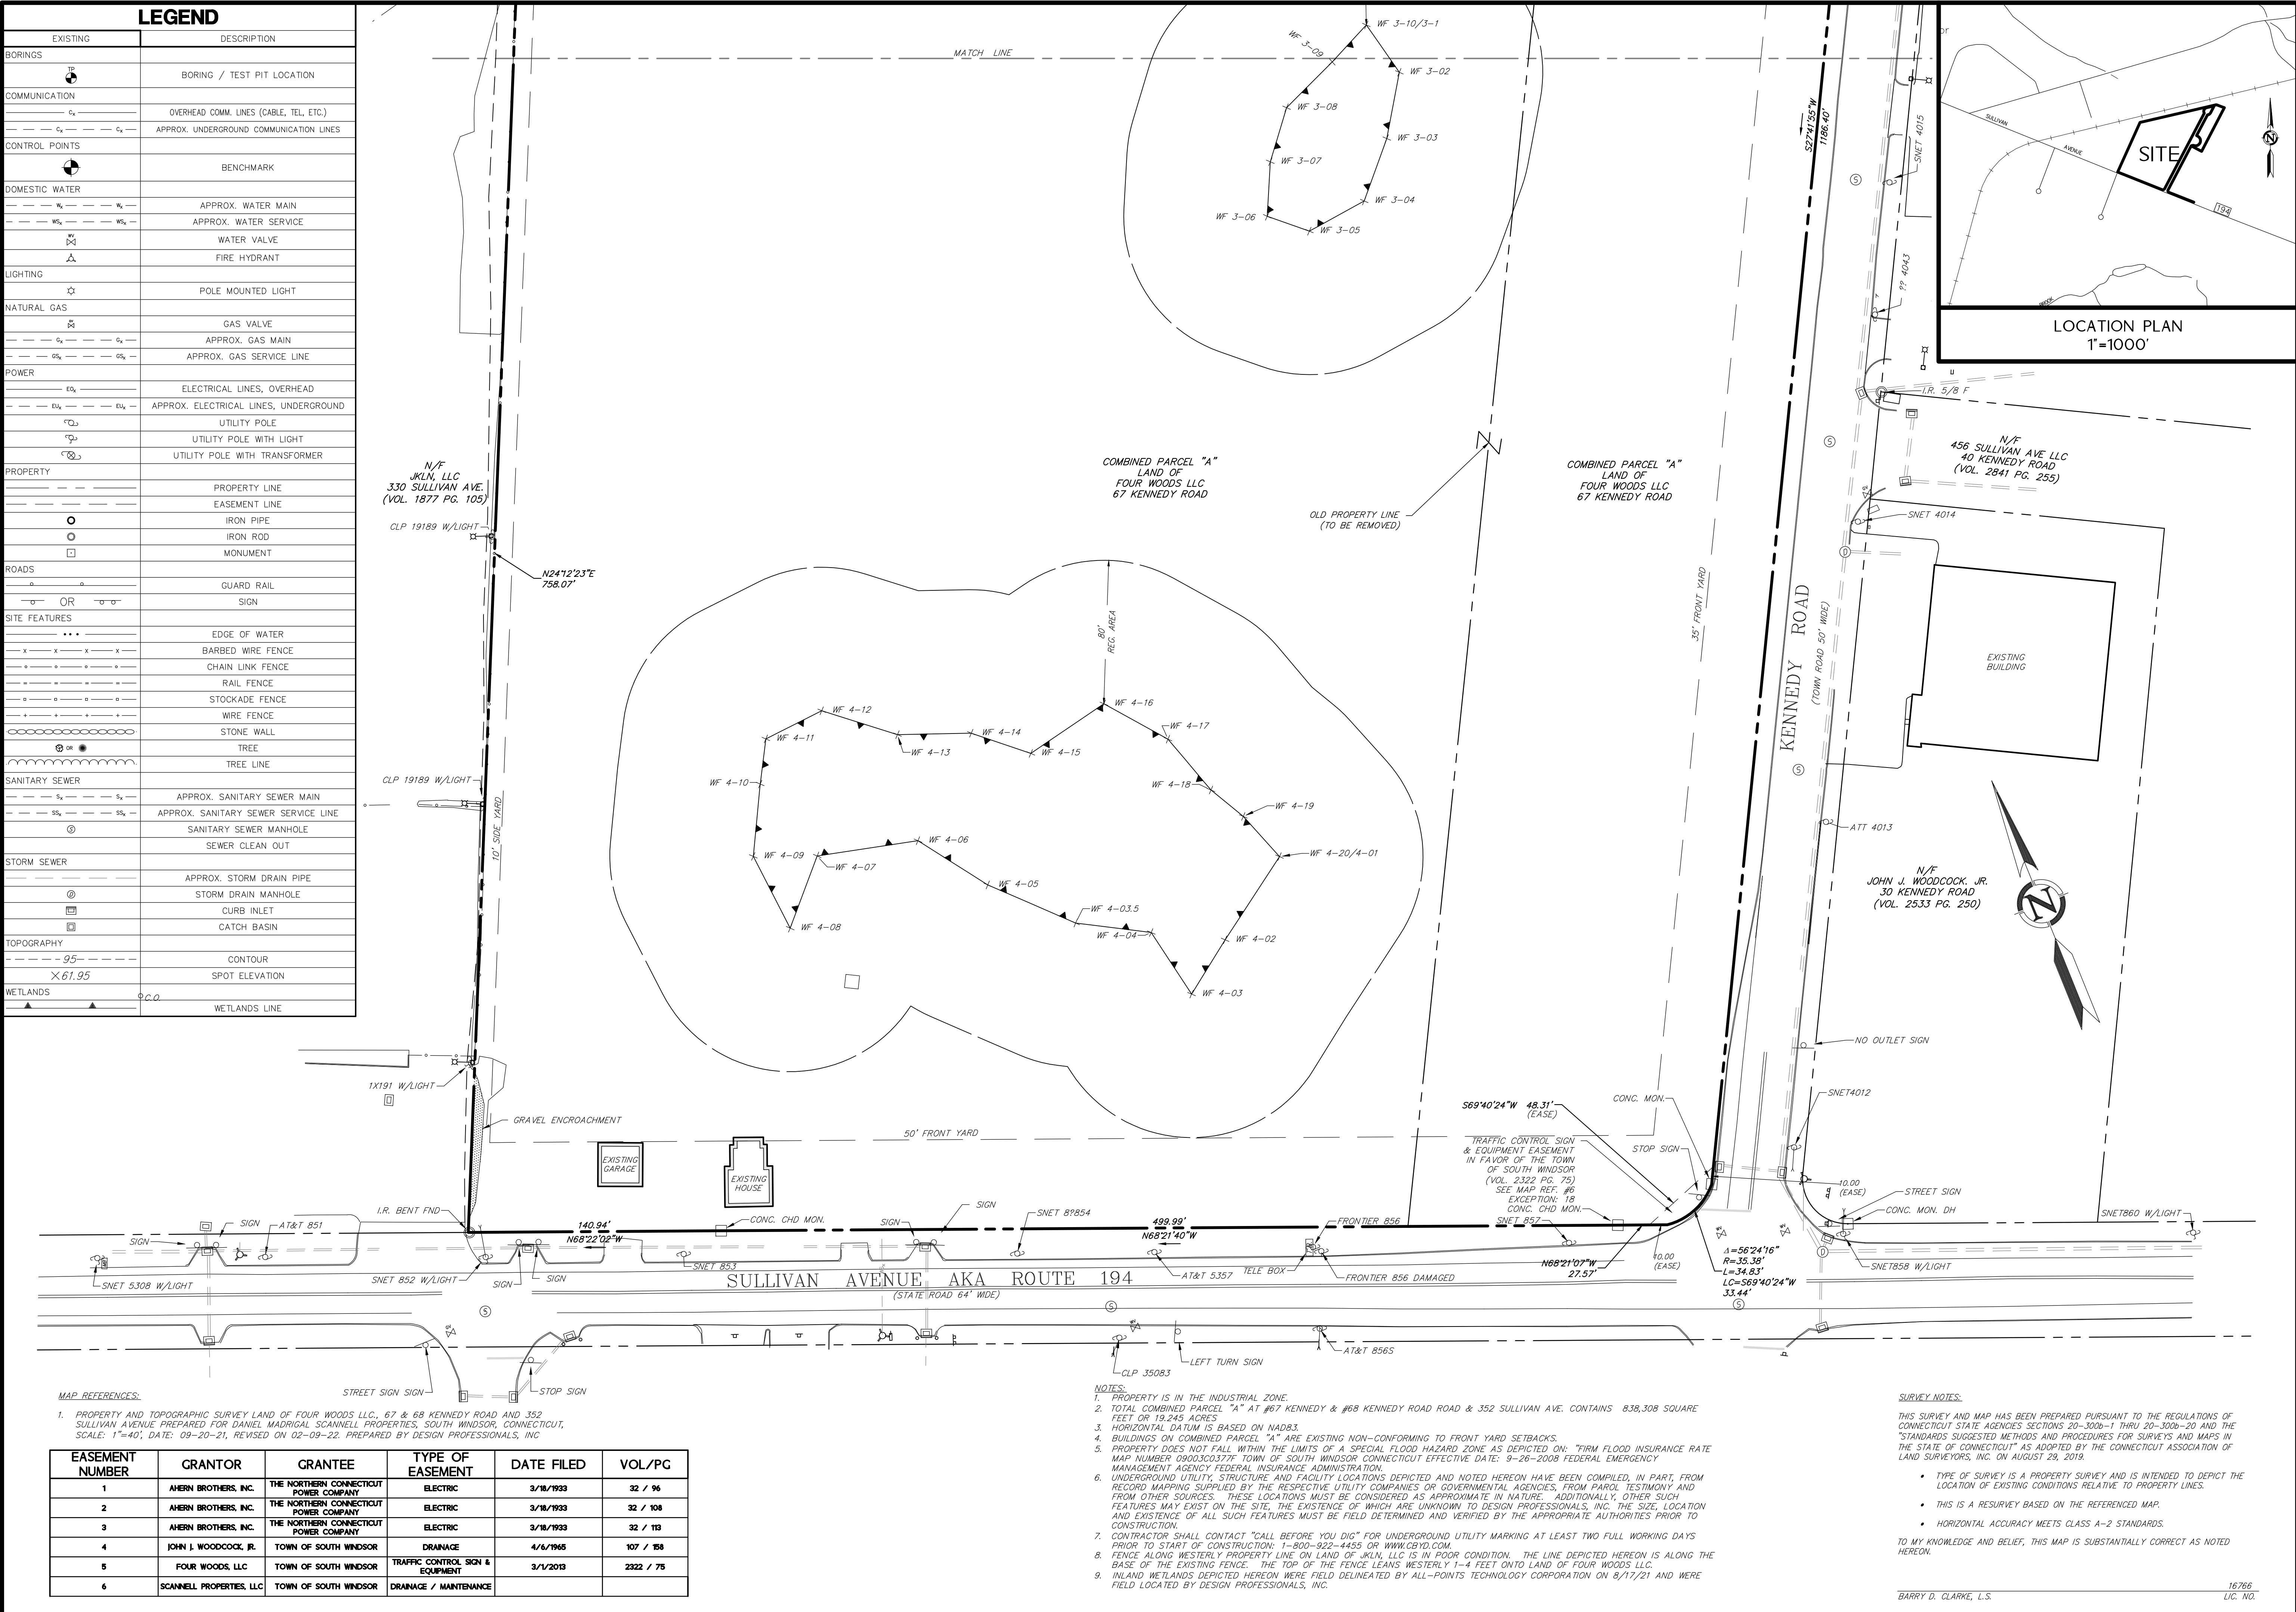 LEGEND
EXISTING DESCRIPTION
BORINGS
TP BORING / TEST PIT LOCATION
COMMUNICATION
Cx OVERHEAD COMM. LINES (CABLE, TEL, ETC.)
Cx Cx APPROX. UNDERGROUND COMMUNICATION LINES
CONTROL POINTS
BENCHMARK
DOMESTIC WATER
Wx Wx APPROX. WATER MAIN
WSx WSx APPROX. WATER SERVICE
WV WATER VALVE
FIRE HYDRANT
LIGHTING
POLE MOUNTED LIGHT
NATURAL GAS
GAS VALVE
Gx Gx APPROX. GAS MAIN
GSx GSx APPROX. GAS SERVICE LINE
POWER
EOx ELECTRICAL LINES, OVERHEAD
EUx EUx APPROX. ELECTRICAL LINES, UNDERGROUND
UTILITY POLE
UTILITY POLE WITH LIGHT
UTILITY POLE WITH TRANSFORMER
PROPERTY
PROPERTY LINE
EASEMENT LINE
IRON PIPE
IRON ROD
MONUMENT
ROADS
GUARD RAIL
OR SIGN
SITE FEATURES
EDGE OF WATER
x x x x BARBED WIRE FENCE
CHAIN LINK FENCE
RAIL FENCE
STOCKADE FENCE
WIRE FENCE
STONE WALL
OR TREE
TREE LINE
SANITARY SEWER
Sx Sx APPROX. SANITARY SEWER MAIN
SSx SSx APPROX. SANITARY SEWER SERVICE LINE
S SANITARY SEWER MANHOLE
SEWER CLEAN OUT
STORM SEWER
APPROX. STORM DRAIN PIPE
D STORM DRAIN MANHOLE
CURB INLET
CATCH BASIN
TOPOGRAPHY
95 CONTOUR
×61.95 SPOT ELEVATION
WETLANDS
C.O.
WETLANDS LINE
MATCH LINE
WF 3-10/3-1
WF 3-09
WF 3-02
WF 3-08
WF 3-03
WF 3-07
WF 3-04
WF 3-06
WF 3-05
S27°41'55"W
1186.40'
SNET 4015
?? 4043
SULLIVAN
AVENUE
SITE
194
BROOK
N
LOCATION PLAN
1"=1000'
I.R. 5/8 F
N/F
456 SULLIVAN AVE LLC
40 KENNEDY ROAD
(VOL. 2841 PG. 255)
SNET 4014
N/F
JKLN, LLC
330 SULLIVAN AVE.
(VOL. 1877 PG. 105)
CLP 19189 W/LIGHT
N24°12'23"E
758.07'
COMBINED PARCEL "A"
LAND OF
FOUR WOODS LLC
67 KENNEDY ROAD
OLD PROPERTY LINE
(TO BE REMOVED)
COMBINED PARCEL "A"
LAND OF
FOUR WOODS LLC
67 KENNEDY ROAD
35' FRONT YARD
KENNEDY ROAD
(TOWN ROAD 50' WIDE)
EXISTING
BUILDING
80'
REG. AREA
WF 4-12
WF 4-16
WF 4-11
WF 4-13
WF 4-14
WF 4-15
WF 4-17
WF 4-10
WF 4-18
WF 4-19
WF 4-06
WF 4-09
WF 4-07
WF 4-20/4-01
WF 4-05
WF 4-03.5
WF 4-08
WF 4-04
WF 4-02
WF 4-03
CLP 19189 W/LIGHT
10' SIDE YARD
ATT 4013
N/F
JOHN J. WOODCOCK. JR.
30 KENNEDY ROAD
(VOL. 2533 PG. 250)
N
NO OUTLET SIGN
SNET4012
1X191 W/LIGHT
GRAVEL ENCROACHMENT
50' FRONT YARD
EXISTING
GARAGE
EXISTING
HOUSE
S69°40'24"W 48.31'
(EASE)
CONC. MON.
TRAFFIC CONTROL SIGN
& EQUIPMENT EASEMENT
IN FAVOR OF THE TOWN
OF SOUTH WINDSOR
(VOL. 2322 PG. 75)
SEE MAP REF. #6
EXCEPTION: 18
CONC. CHD MON.
STOP SIGN
10.00
(EASE)
STREET SIGN
CONC. MON. DH
SNET860 W/LIGHT
I.R. BENT FND
SIGN
AT&T 851
SIGN
140.94'
N68°22'02"W
CONC. CHD MON.
SIGN
SIGN
SNET 8?854
499.99'
N68°21'40"W
FRONTIER 856
SNET 857
SNET 5308 W/LIGHT
SNET 852 W/LIGHT
SIGN
SIGN
SNET 853
AT&T 5357
TELE BOX
FRONTIER 856 DAMAGED
N68°21'07"W
27.57'
10.00
(EASE)
Δ=56°24'16"
R=35.38'
L=34.83'
LC=S69°40'24"W
33.44'
SNET858 W/LIGHT
SULLIVAN AVENUE AKA ROUTE 194
(STATE ROAD 64' WIDE)
STREET SIGN SIGN
STOP SIGN
CLP 35083
LEFT TURN SIGN
AT&T 856S
MAP REFERENCES:
1. PROPERTY AND TOPOGRAPHIC SURVEY LAND OF FOUR WOODS LLC., 67 & 68 KENNEDY ROAD AND 352
SULLIVAN AVENUE PREPARED FOR DANIEL MADRIGAL SCANNELL PROPERTIES, SOUTH WINDSOR, CONNECTICUT,
SCALE: 1"=40', DATE: 09-20-21, REVISED ON 02-09-22. PREPARED BY DESIGN PROFESSIONALS, INC
EASEMENT NUMBER GRANTOR GRANTEE TYPE OF EASEMENT DATE FILED VOL/PG
1 AHERN BROTHERS, INC. THE NORTHERN CONNECTICUT POWER COMPANY ELECTRIC 3/18/1933 32 / 96
2 AHERN BROTHERS, INC. THE NORTHERN CONNECTICUT POWER COMPANY ELECTRIC 3/18/1933 32 / 108
3 AHERN BROTHERS, INC. THE NORTHERN CONNECTICUT POWER COMPANY ELECTRIC 3/18/1933 32 / 113
4 JOHN J. WOODCOCK, JR. TOWN OF SOUTH WINDSOR DRAINAGE 4/6/1965 107 / 158
5 FOUR WOODS, LLC TOWN OF SOUTH WINDSOR TRAFFIC CONTROL SIGN & EQUIPMENT 3/1/2013 2322 / 75
6 SCANNELL PROPERTIES, LLC TOWN OF SOUTH WINDSOR DRAINAGE / MAINTENANCE
NOTES:
1. PROPERTY IS IN THE INDUSTRIAL ZONE.
2. TOTAL COMBINED PARCEL "A" AT #67 KENNEDY & #68 KENNEDY ROAD ROAD & 352 SULLIVAN AVE. CONTAINS 838,308 SQUARE
FEET OR 19.245 ACRES
3. HORIZONTAL DATUM IS BASED ON NAD83.
4. BUILDINGS ON COMBINED PARCEL "A" ARE EXISTING NON-CONFORMING TO FRONT YARD SETBACKS.
5. PROPERTY DOES NOT FALL WITHIN THE LIMITS OF A SPECIAL FLOOD HAZARD ZONE AS DEPICTED ON: "FIRM FLOOD INSURANCE RATE
MAP NUMBER 09003C0377F TOWN OF SOUTH WINDSOR CONNECTICUT EFFECTIVE DATE: 9-26-2008 FEDERAL EMERGENCY
MANAGEMENT AGENCY FEDERAL INSURANCE ADMINISTRATION.
6. UNDERGROUND UTILITY, STRUCTURE AND FACILITY LOCATIONS DEPICTED AND NOTED HEREON HAVE BEEN COMPILED, IN PART, FROM
RECORD MAPPING SUPPLIED BY THE RESPECTIVE UTILITY COMPANIES OR GOVERNMENTAL AGENCIES, FROM PAROL TESTIMONY AND
FROM OTHER SOURCES. THESE LOCATIONS MUST BE CONSIDERED AS APPROXIMATE IN NATURE. ADDITIONALLY, OTHER SUCH
FEATURES MAY EXIST ON THE SITE, THE EXISTENCE OF WHICH ARE UNKNOWN TO DESIGN PROFESSIONALS, INC. THE SIZE, LOCATION
AND EXISTENCE OF ALL SUCH FEATURES MUST BE FIELD DETERMINED AND VERIFIED BY THE APPROPRIATE AUTHORITIES PRIOR TO
CONSTRUCTION.
7. CONTRACTOR SHALL CONTACT "CALL BEFORE YOU DIG" FOR UNDERGROUND UTILITY MARKING AT LEAST TWO FULL WORKING DAYS
PRIOR TO START OF CONSTRUCTION: 1-800-922-4455 OR WWW.CBYD.COM.
8. FENCE ALONG WESTERLY PROPERTY LINE ON LAND OF JKLN, LLC IS IN POOR CONDITION. THE LINE DEPICTED HEREON IS ALONG THE
BASE OF THE EXISTING FENCE. THE TOP OF THE FENCE LEANS WESTERLY 1-4 FEET ONTO LAND OF FOUR WOODS LLC.
9. INLAND WETLANDS DEPICTED HEREON WERE FIELD DELINEATED BY ALL-POINTS TECHNOLOGY CORPORATION ON 8/17/21 AND WERE
FIELD LOCATED BY DESIGN PROFESSIONALS, INC.
SURVEY NOTES:
THIS SURVEY AND MAP HAS BEEN PREPARED PURSUANT TO THE REGULATIONS OF
CONNECTICUT STATE AGENCIES SECTIONS 20-300b-1 THRU 20-300b-20 AND THE
"STANDARDS SUGGESTED METHODS AND PROCEDURES FOR SURVEYS AND MAPS IN
THE STATE OF CONNECTICUT" AS ADOPTED BY THE CONNECTICUT ASSOCIATION OF
LAND SURVEYORS, INC. ON AUGUST 29, 2019.
• TYPE OF SURVEY IS A PROPERTY SURVEY AND IS INTENDED TO DEPICT THE
LOCATION OF EXISTING CONDITIONS RELATIVE TO PROPERTY LINES.
• THIS IS A RESURVEY BASED ON THE REFERENCED MAP.
• HORIZONTAL ACCURACY MEETS CLASS A-2 STANDARDS.
TO MY KNOWLEDGE AND BELIEF, THIS MAP IS SUBSTANTIALLY CORRECT AS NOTED
HEREON.
16766
BARRY D. CLARKE, L.S. LIC. NO.